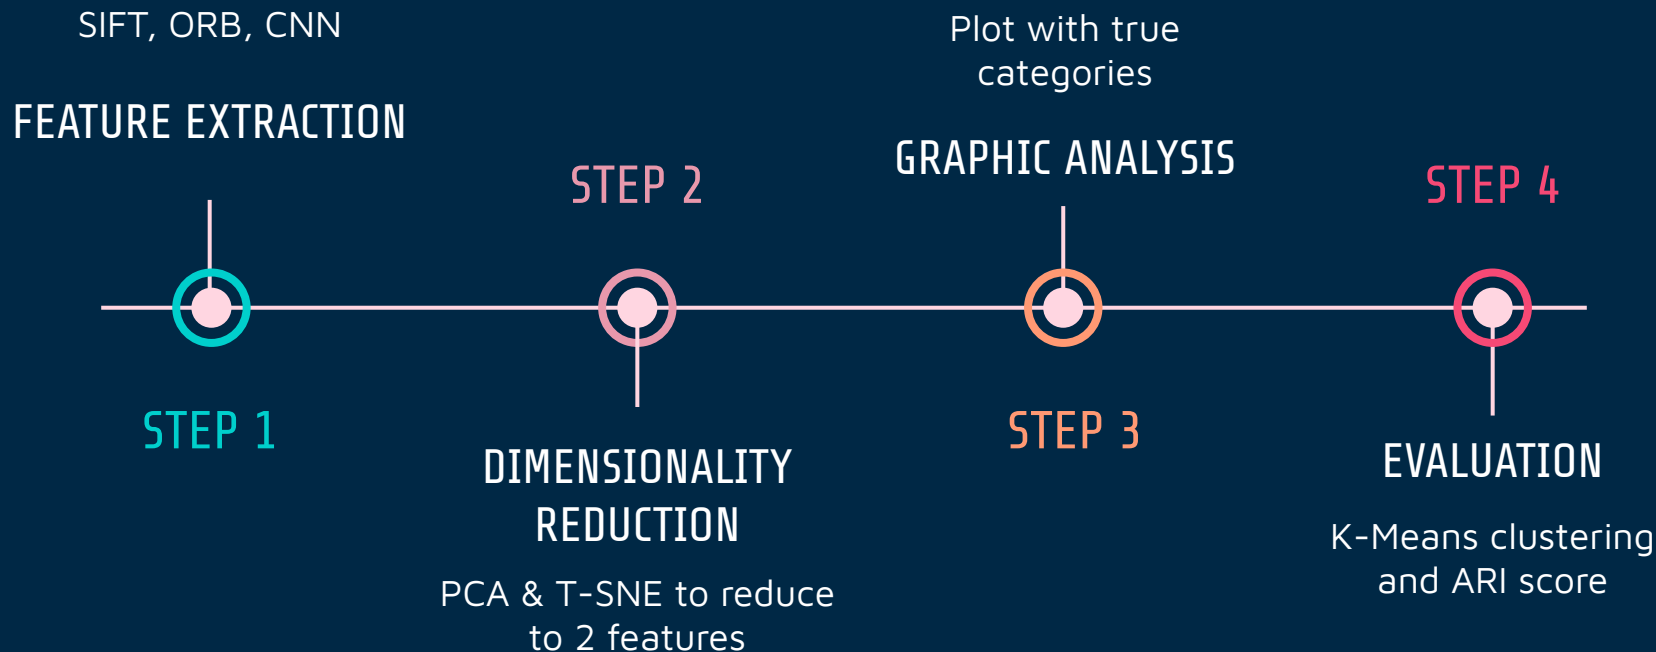 SIFT, ORB, CNN
FEATURE EXTRACTION
STEP 1
STEP 2
DIMENSIONALITY
REDUCTION
PCA & T-SNE to reduce
to 2 features
Plot with true
categories
GRAPHIC ANALYSIS
STEP 3
STEP 4
EVALUATION
K-Means clustering
and ARI score